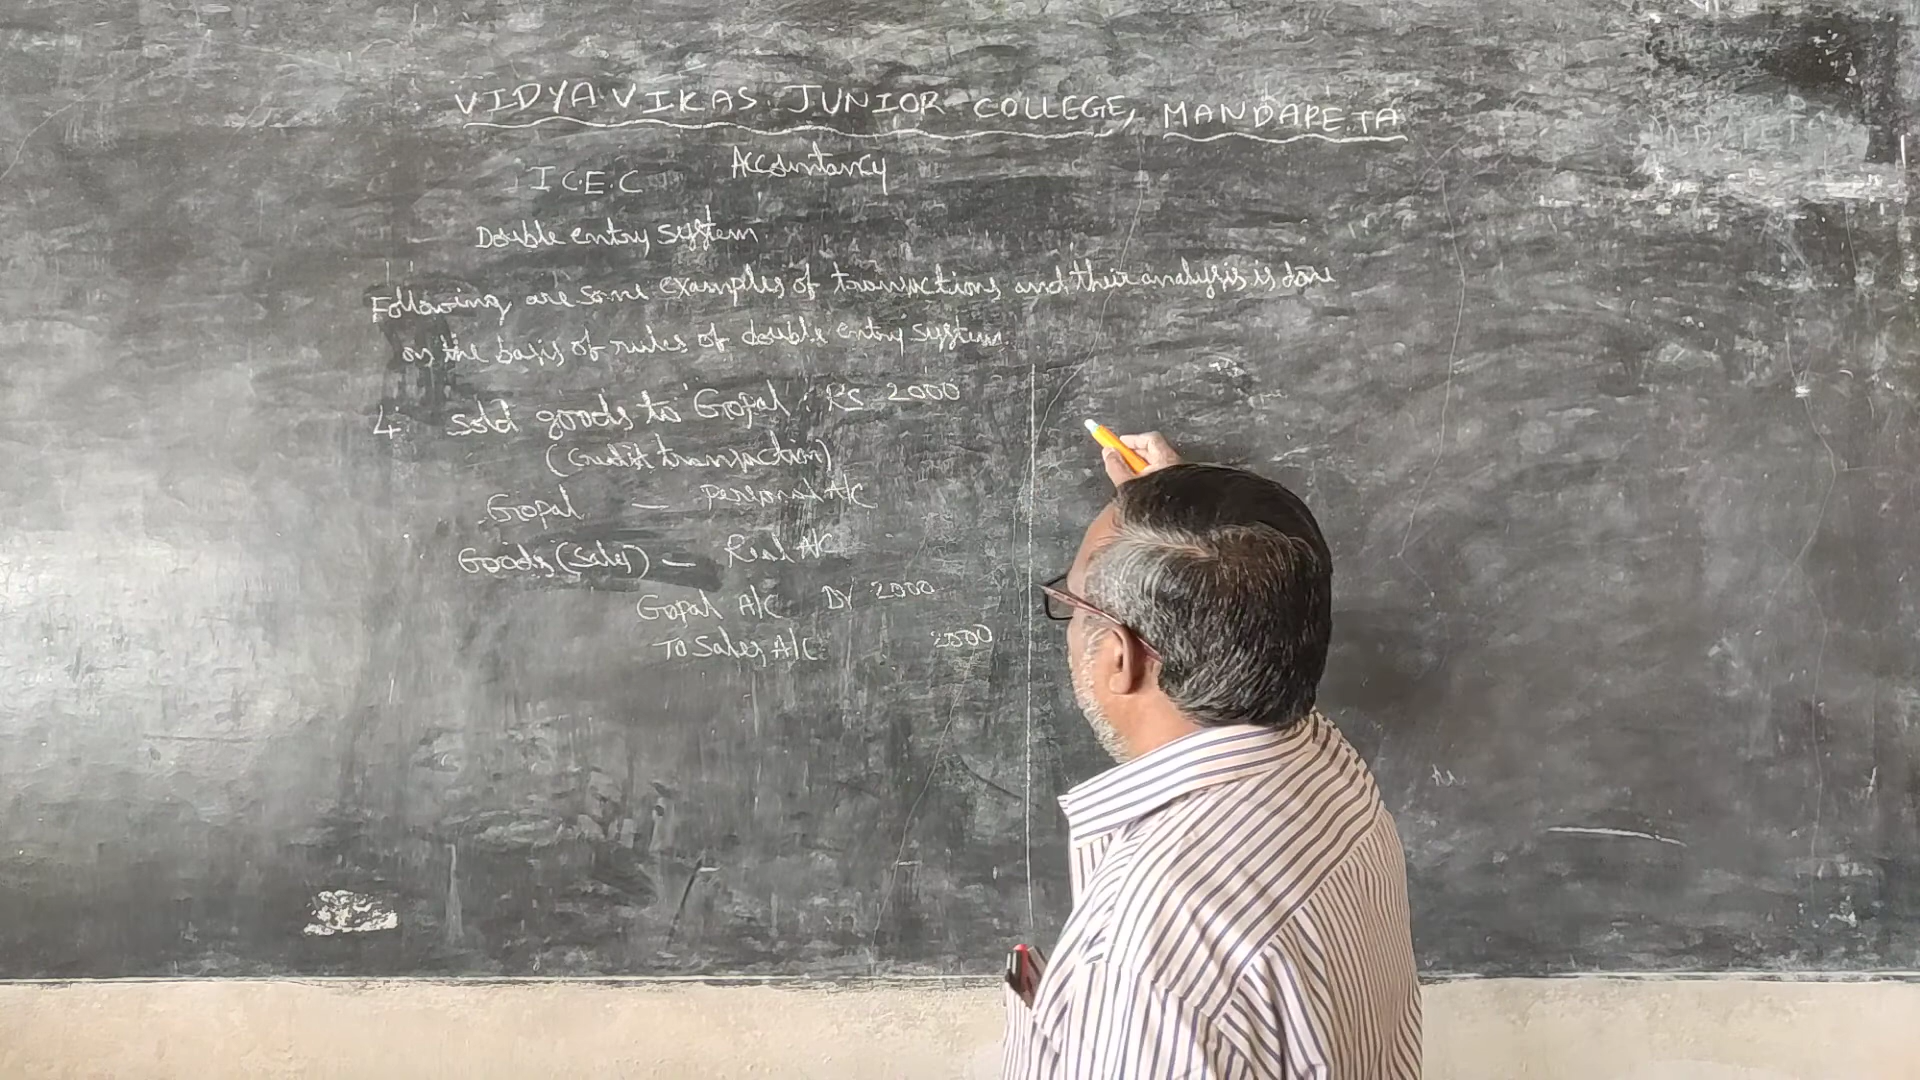 VIDYA.VIKAS. JUNIOR COLLEGE, MANDAPETA
I C.E.C Accountancy
Double entry system
Following are some examples of transactions and their analysis is done
on the basis of rules of double entry system.
4. Sold goods to Gopal : Rs 2000
(Credit transaction)
Gopal — Personal A/C
Goods (Sales) — Real A/C
Gopal A/C Dr 2000
To Sales A/C 2000